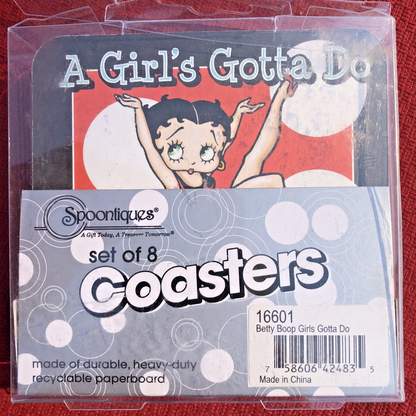 A Girl's Gotta Do
Spoontiques®
A Gift Today, A Treasure Tomorrow®
set of 8
Coasters
made of durable, heavy-duty
recyclable paperboard
16601
Betty Boop Girls Gotta Do
7 58606 42483 5
Made in China